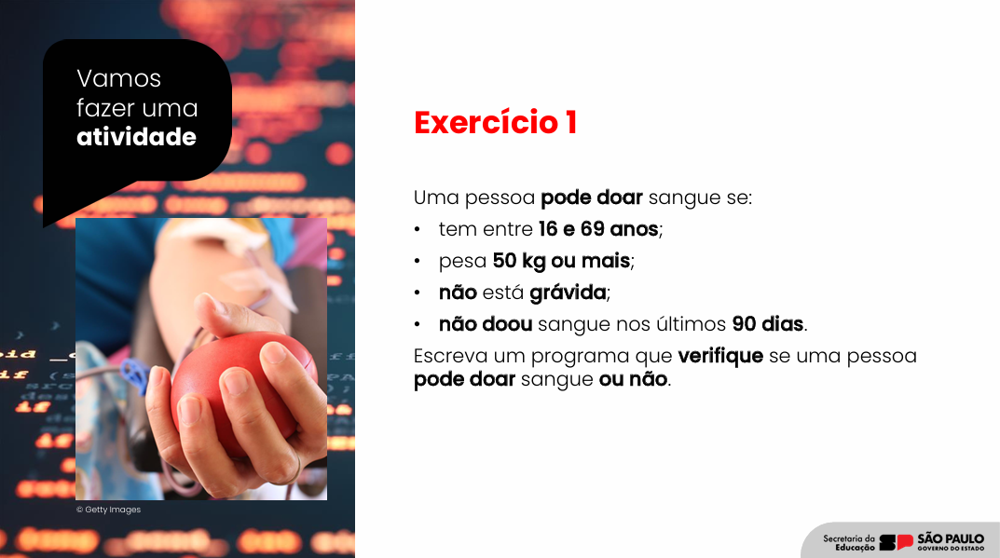 Vamos
fazer uma
atividade
© Getty Images
Exercício 1
Uma pessoa pode doar sangue se:
• tem entre 16 e 69 anos;
• pesa 50 kg ou mais;
• não está grávida;
• não doou sangue nos últimos 90 dias.
Escreva um programa que verifique se uma pessoa
pode doar sangue ou não.
Secretaria da
Educação
SP
SÃO PAULO
GOVERNO DO ESTADO